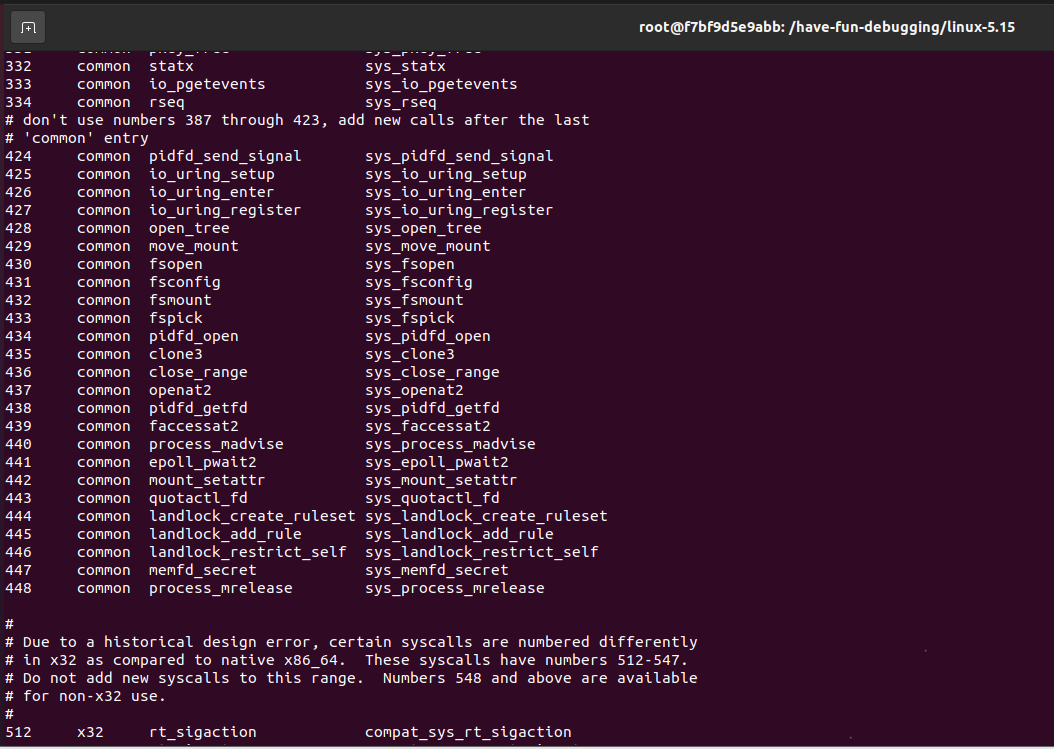 root@f7bf9d5e9abb: /have-fun-debugging/linux-5.15
332 common statx sys_statx
333 common io_pgetevents sys_io_pgetevents
334 common rseq sys_rseq
# don't use numbers 387 through 423, add new calls after the last
# 'common' entry
424 common pidfd_send_signal sys_pidfd_send_signal
425 common io_uring_setup sys_io_uring_setup
426 common io_uring_enter sys_io_uring_enter
427 common io_uring_register sys_io_uring_register
428 common open_tree sys_open_tree
429 common move_mount sys_move_mount
430 common fsopen sys_fsopen
431 common fsconfig sys_fsconfig
432 common fsmount sys_fsmount
433 common fspick sys_fspick
434 common pidfd_open sys_pidfd_open
435 common clone3 sys_clone3
436 common close_range sys_close_range
437 common openat2 sys_openat2
438 common pidfd_getfd sys_pidfd_getfd
439 common faccessat2 sys_faccessat2
440 common process_madvise sys_process_madvise
441 common epoll_pwait2 sys_epoll_pwait2
442 common mount_setattr sys_mount_setattr
443 common quotactl_fd sys_quotactl_fd
444 common landlock_create_ruleset sys_landlock_create_ruleset
445 common landlock_add_rule sys_landlock_add_rule
446 common landlock_restrict_self sys_landlock_restrict_self
447 common memfd_secret sys_memfd_secret
448 common process_mrelease sys_process_mrelease
#
# Due to a historical design error, certain syscalls are numbered differently
# in x32 as compared to native x86_64. These syscalls have numbers 512-547.
# Do not add new syscalls to this range. Numbers 548 and above are available
# for non-x32 use.
#
512 x32 rt_sigaction compat_sys_rt_sigaction